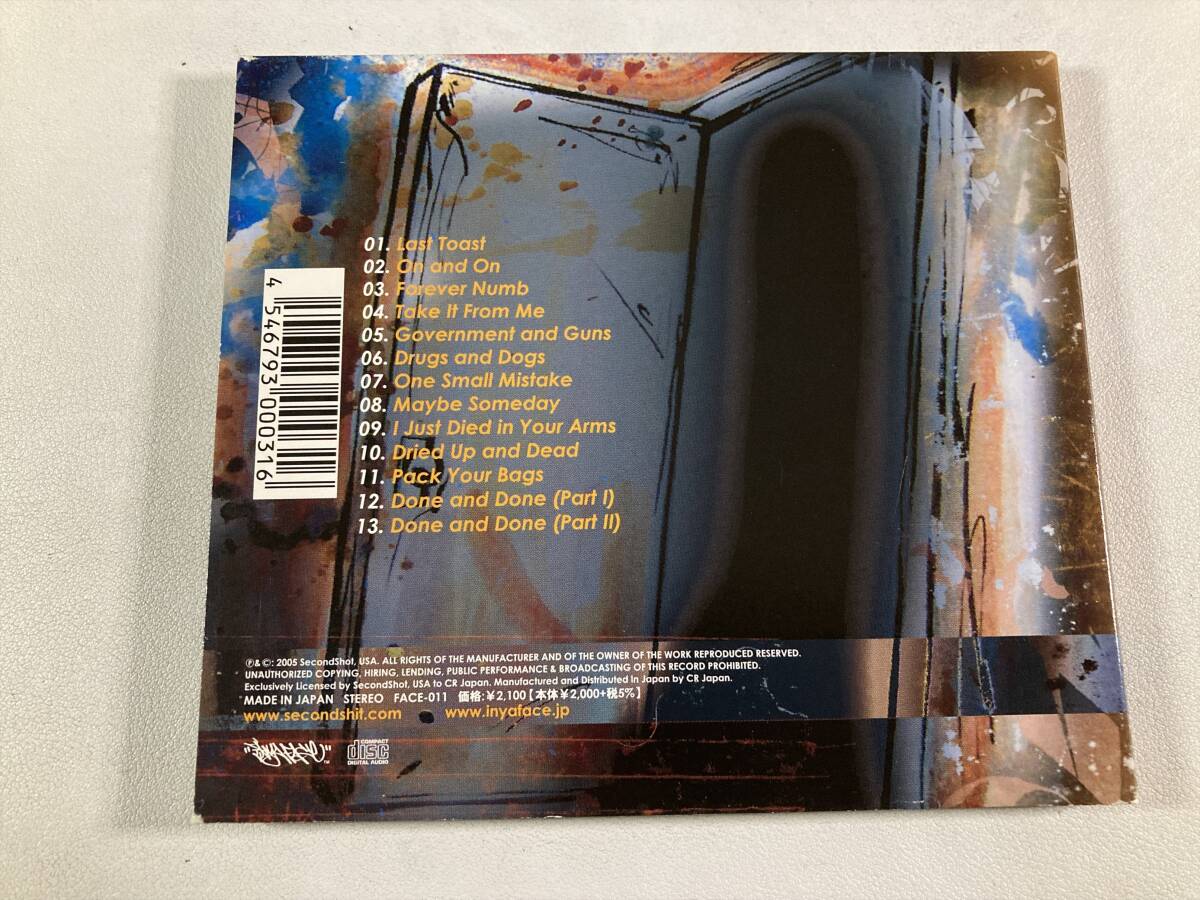 01. Last Toast
02. On and On
03. Forever Numb
04. Take It From Me
05. Government and Guns
06. Drugs and Dogs
07. One Small Mistake
08. Maybe Someday
09. I Just Died in Your Arms
10. Dried Up and Dead
11. Pack Your Bags
12. Done and Done (Part I)
13. Done and Done (Part II)
4 546793 000316
℗& ©: 2005 SecondShot, USA. ALL RIGHTS OF THE MANUFACTURER AND OF THE OWNER OF THE WORK REPRODUCED RESERVED.
UNAUTHORIZED COPYING, HIRING, LENDING, PUBLIC PERFORMANCE & BROADCASTING OF THIS RECORD PROHIBITED.
Exclusively Licensed by SecondShot, USA to CR Japan. Manufactured and Distributed In Japan by CR Japan.
MADE IN JAPAN STEREO FACE-011 価格:¥2,100【本体¥2,000+税5%】
www.secondshit.com www.inyaface.jp
COMPACT
disc
DIGITAL AUDIO
TM